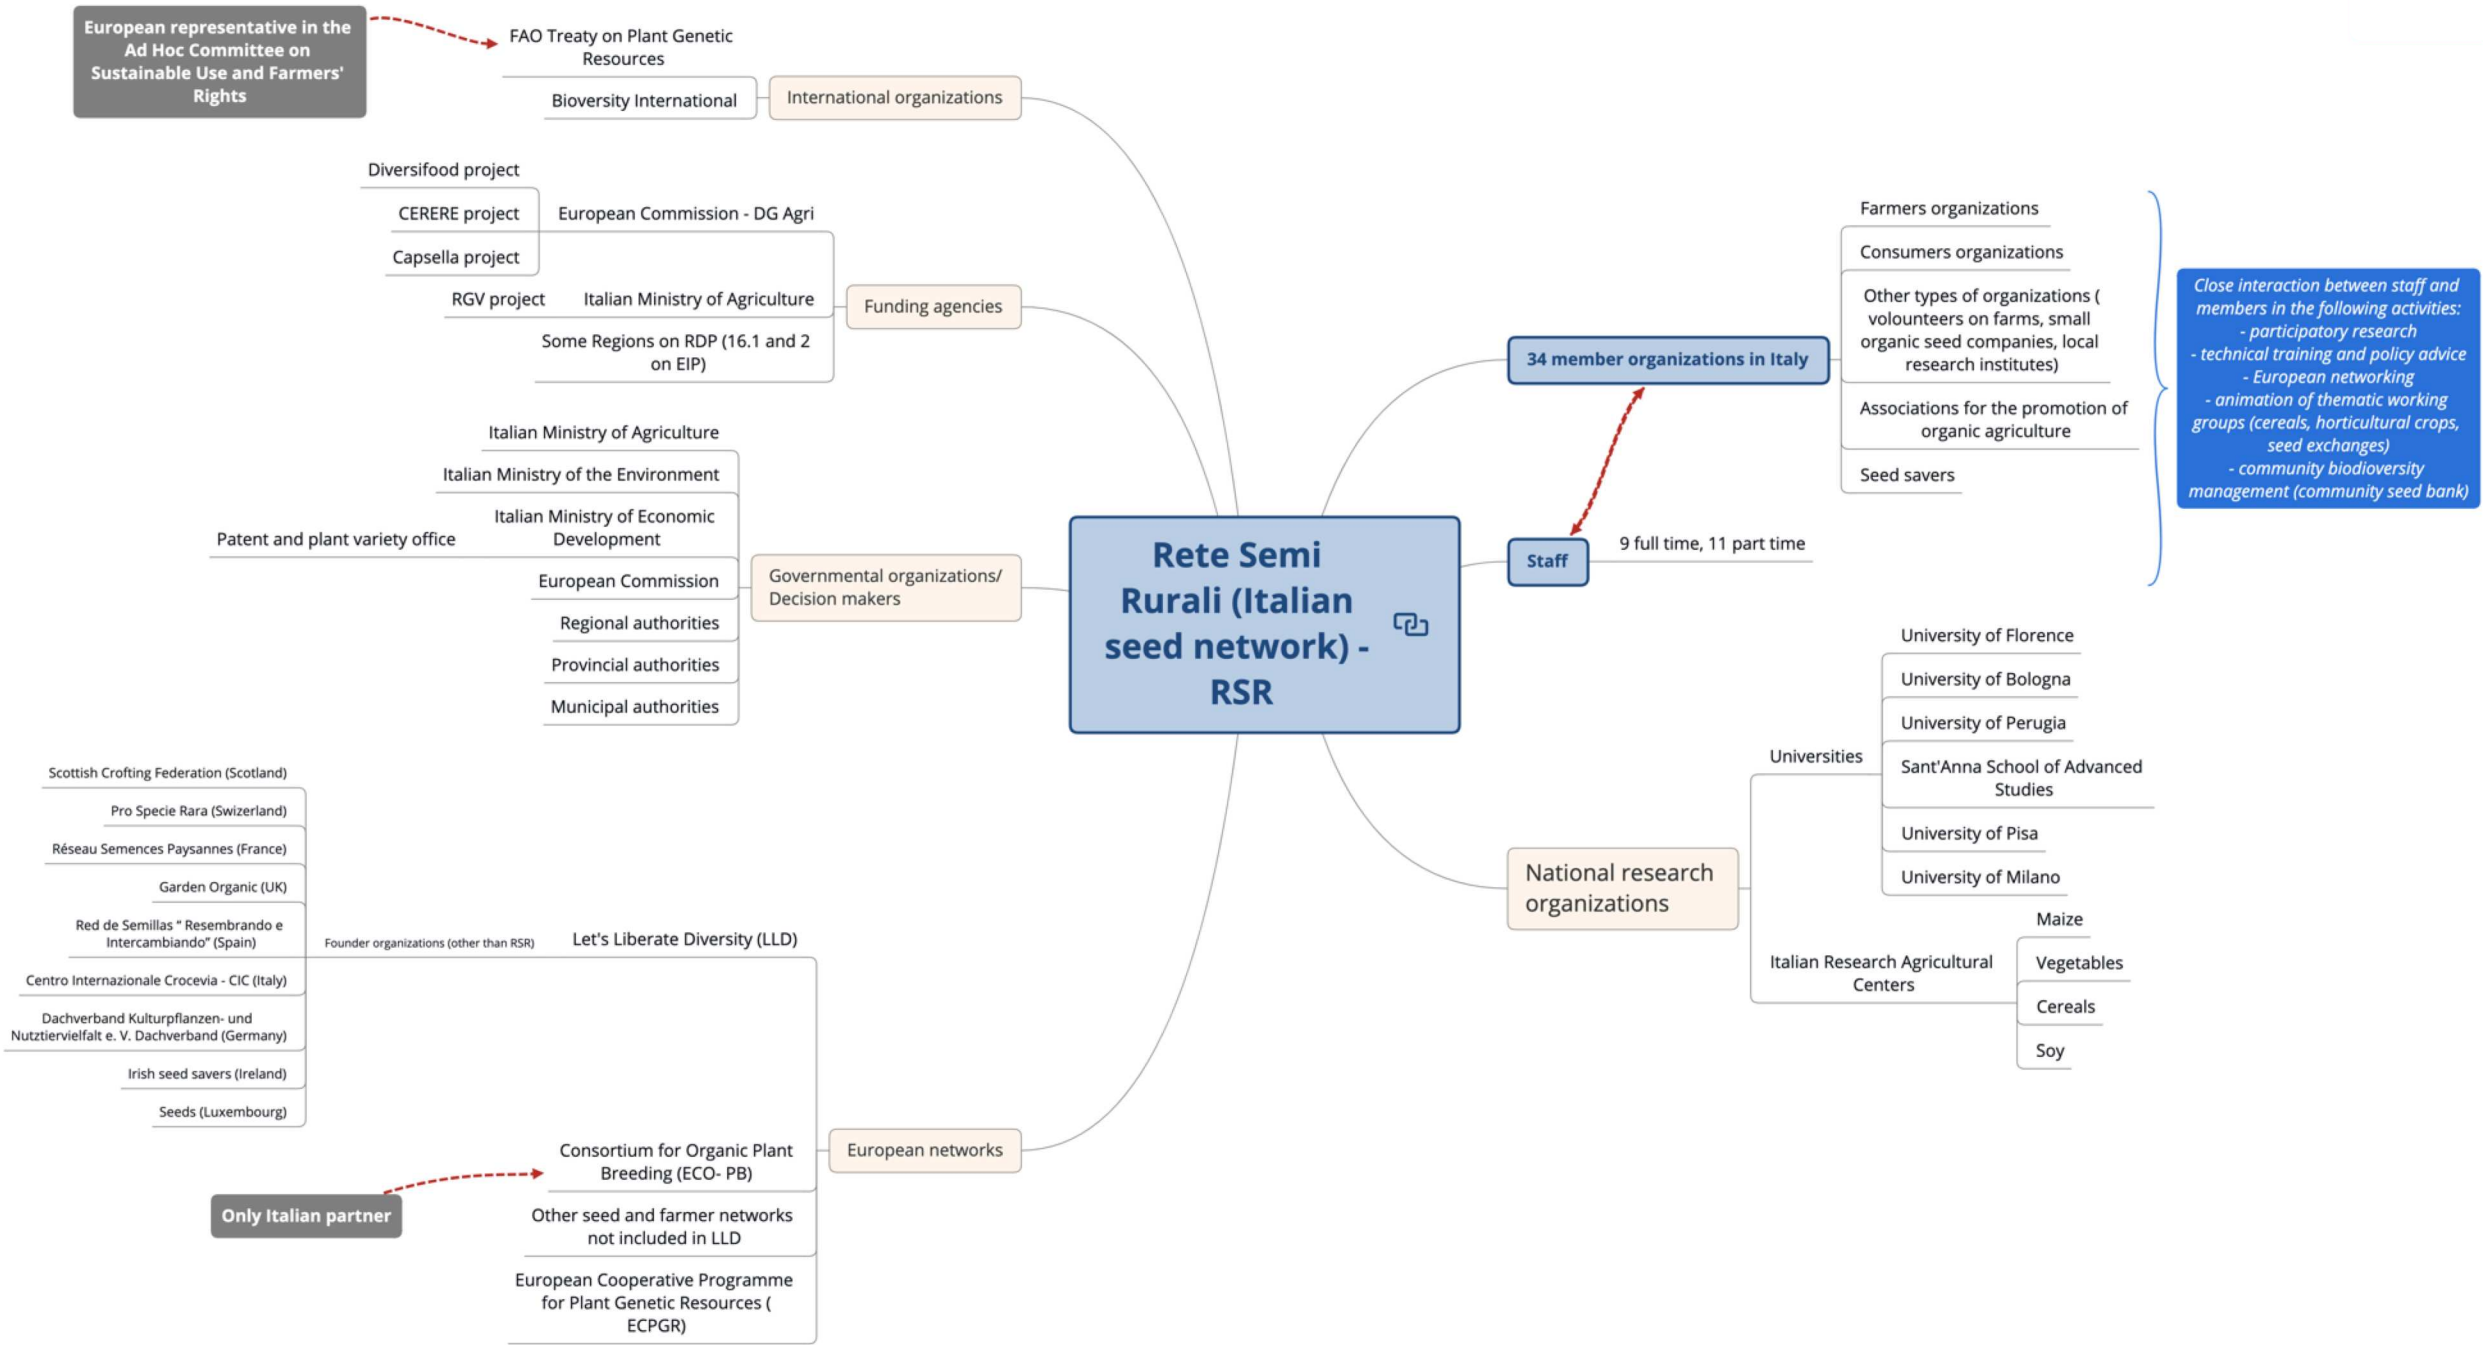 European representative in the
Ad Hoc Committee on
Sustainable Use and Farmers'
Rights
FAO Treaty on Plant Genetic
Resources
Bioversity International
International organizations
Diversifood project
CERERE project
Capsella project
European Commission - DG Agri
RGV project
Italian Ministry of Agriculture
Some Regions on RDP (16.1 and 2
on EIP)
Funding agencies
Italian Ministry of Agriculture
Italian Ministry of the Environment
Italian Ministry of Economic
Development
Patent and plant variety office
European Commission
Regional authorities
Provincial authorities
Municipal authorities
Governmental organizations/
Decision makers
Scottish Crofting Federation (Scotland)
Pro Specie Rara (Swizerland)
Réseau Semences Paysannes (France)
Garden Organic (UK)
Red de Semillas “ Resembrando e
Intercambiando” (Spain)
Centro Internazionale Crocevia - CIC (Italy)
Dachverband Kulturpflanzen- und
Nutztiervielfalt e. V. Dachverband (Germany)
Irish seed savers (Ireland)
Seeds (Luxembourg)
Founder organizations (other than RSR)
Let's Liberate Diversity (LLD)
Consortium for Organic Plant
Breeding (ECO- PB)
Only Italian partner
Other seed and farmer networks
not included in LLD
European Cooperative Programme
for Plant Genetic Resources (
ECPGR)
European networks
Rete Semi
Rurali (Italian
seed network) -
RSR
34 member organizations in Italy
Farmers organizations
Consumers organizations
Other types of organizations (
volounteers on farms, small
organic seed companies, local
research institutes)
Associations for the promotion of
organic agriculture
Seed savers
Staff
9 full time, 11 part time
Close interaction between staff and
members in the following activities:
- participatory research
- technical training and policy advice
- European networking
- animation of thematic working
groups (cereals, horticultural crops,
seed exchanges)
- community biodioversity
management (community seed bank)
National research
organizations
Universities
University of Florence
University of Bologna
University of Perugia
Sant'Anna School of Advanced
Studies
University of Pisa
University of Milano
Italian Research Agricultural
Centers
Maize
Vegetables
Cereals
Soy